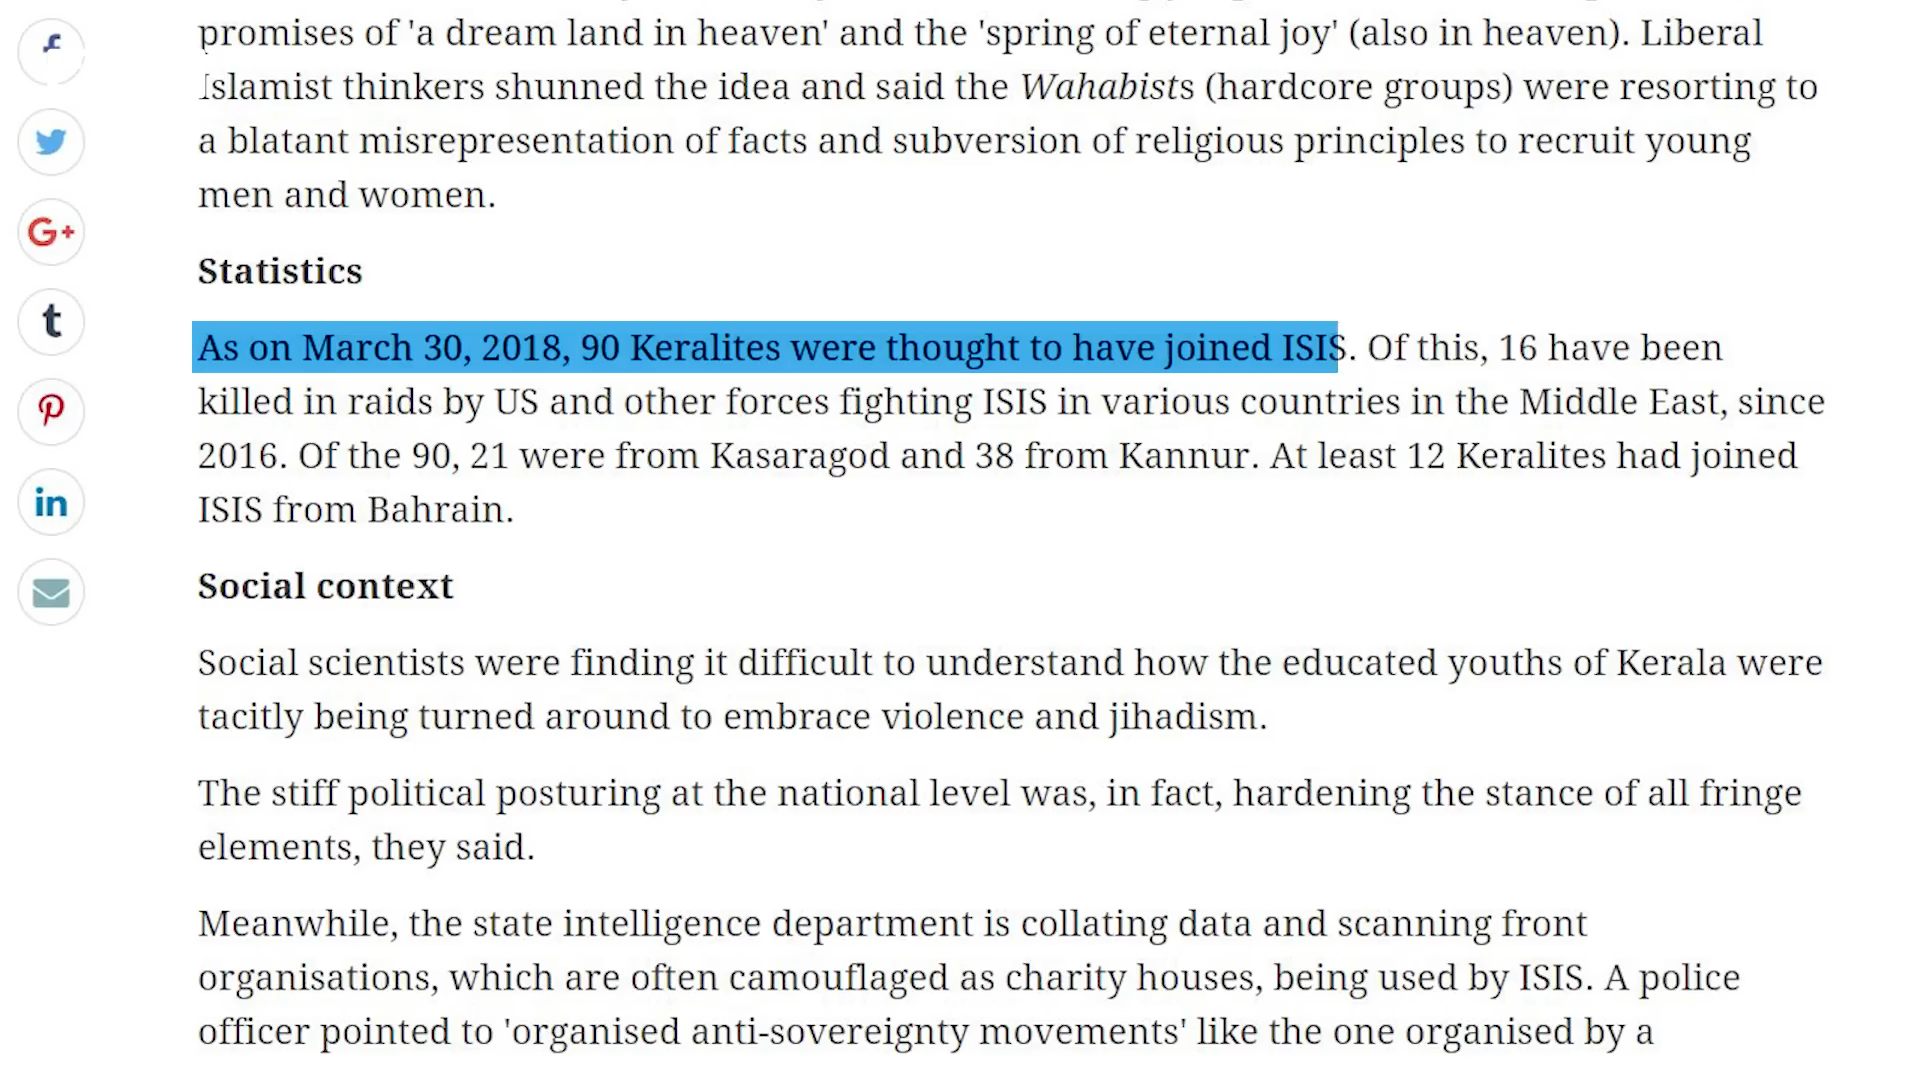 promises of 'a dream land in heaven' and the 'spring of eternal joy' (also in heaven). Liberal
Islamist thinkers shunned the idea and said the Wahabists (hardcore groups) were resorting to
a blatant misrepresentation of facts and subversion of religious principles to recruit young
men and women.
Statistics
As on March 30, 2018, 90 Keralites were thought to have joined ISIS. Of this, 16 have been
killed in raids by US and other forces fighting ISIS in various countries in the Middle East, since
2016. Of the 90, 21 were from Kasaragod and 38 from Kannur. At least 12 Keralites had joined
ISIS from Bahrain.
Social context
Social scientists were finding it difficult to understand how the educated youths of Kerala were
tacitly being turned around to embrace violence and jihadism.
The stiff political posturing at the national level was, in fact, hardening the stance of all fringe
elements, they said.
Meanwhile, the state intelligence department is collating data and scanning front
organisations, which are often camouflaged as charity houses, being used by ISIS. A police
officer pointed to 'organised anti-sovereignty movements' like the one organised by a
G+
t
in